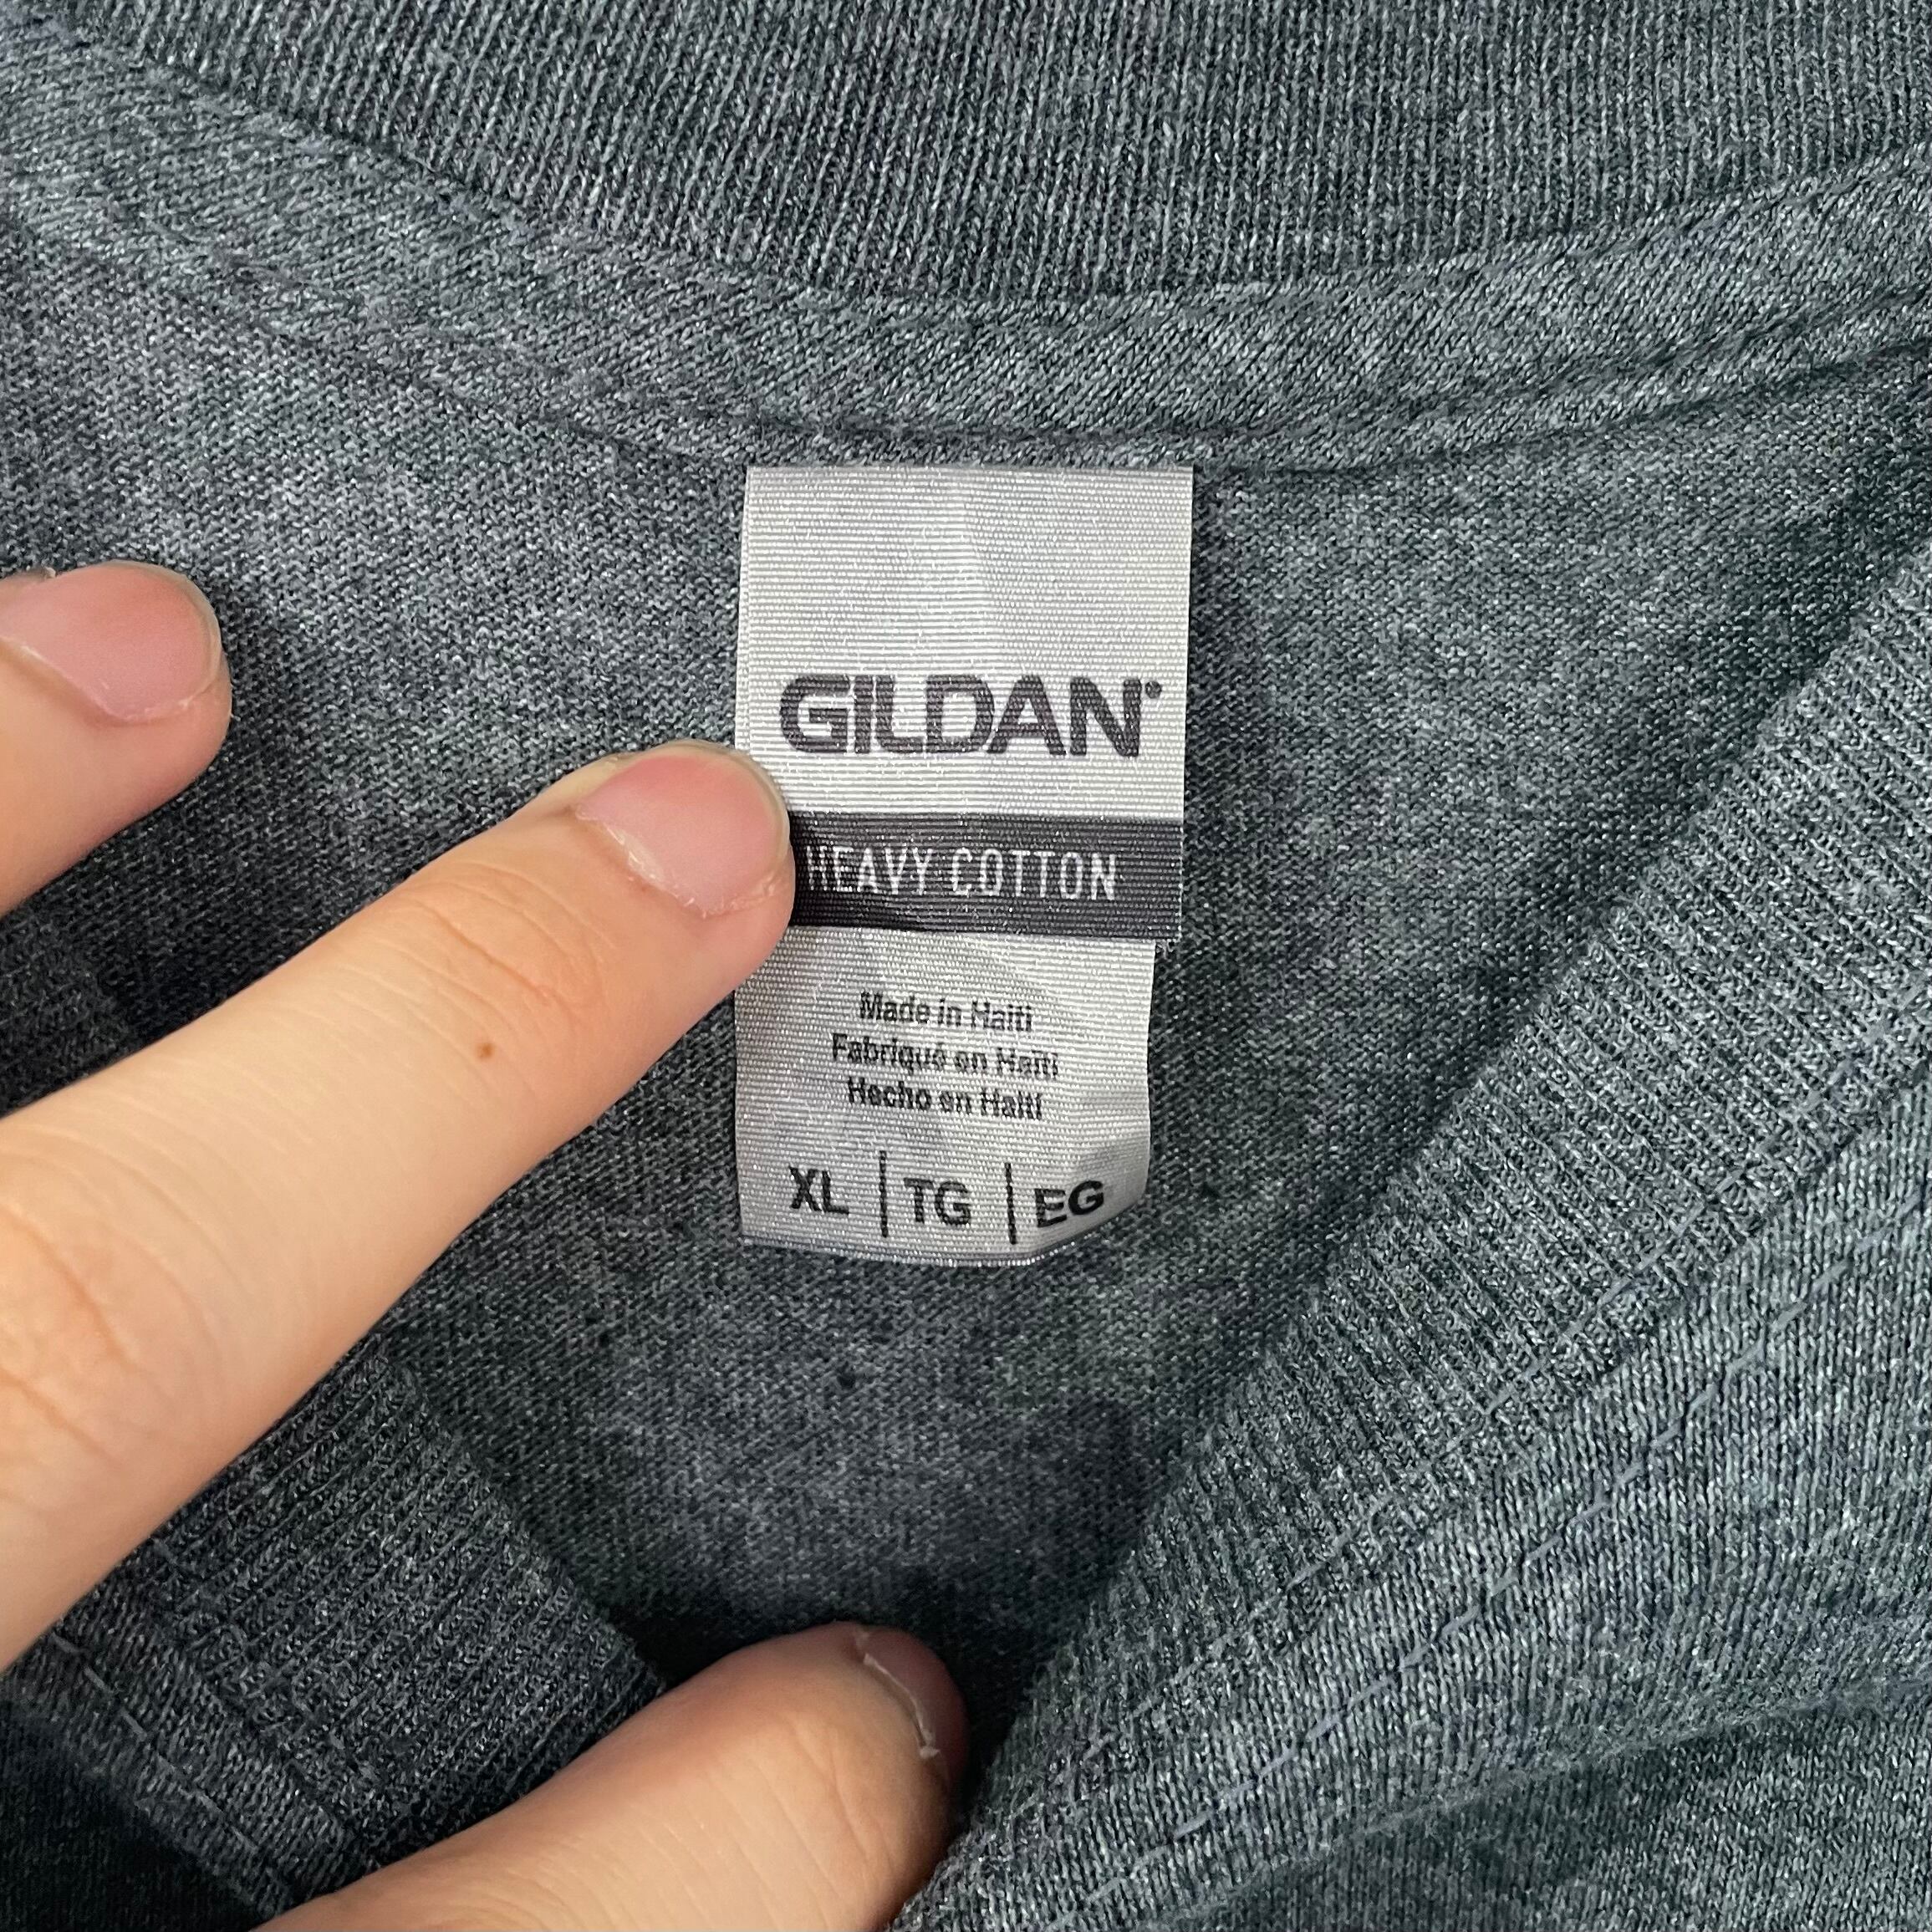 GILDAN
HEAVY COTTON
Made in Haiti
Fabriqué en Haïti
Hecho en Haití
XL | TG | EG